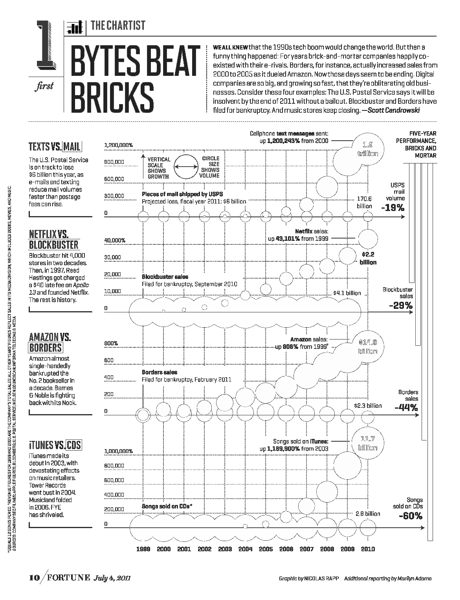 1
first
THE CHARTIST
BYTES BEAT
BRICKS
WE ALL KNEW that the 1990s tech boom would change the world. But then a
funny thing happened: For years brick-and-mortar companies happily co-
existed with their e-rivals. Borders, for instance, actually increased sales from
2000 to 2005 as it dueled Amazon. Now those days seem to be ending. Digital
companies are so big, and growing so fast, that they're obliterating old busi-
nesses. Consider these four examples: The U.S. Postal Service says it will be
insolvent by the end of 2011 without a bailout. Blockbuster and Borders have
filed for bankruptcy. And music stores keep closing. —Scott Cendrowski
TEXTS VS. MAIL
The U.S. Postal Service
is on track to lose
$6 billion this year, as
e-mails and texting
reduce mail volumes
faster than postage
fees can rise.
1,200,000%
900,000
600,000
300,000
0
VERTICAL
SCALE
SHOWS
GROWTH
CIRCLE
SIZE
SHOWS
VOLUME
Cellphone text messages sent:
up 1,200,243% from 2000
Pieces of mail shipped by USPS
Projected loss, fiscal year 2011: $6 billion
trillion
170.6
billion
FIVE-YEAR
PERFORMANCE,
BRICKS AND
MORTAR
USPS
mail
volume
–19%
NETFLIX VS.
BLOCKBUSTER
Blockbuster hit 4,000
stores in two decades.
Then, in 1997, Reed
Hastings got charged
a $40 late fee on Apollo
13 and founded Netflix.
The rest is history.
40,000%
30,000
20,000
10,000
0
Netflix sales:
up 43,101% from 1999
Blockbuster sales
Filed for bankruptcy, September 2010
$2.2
billion
$4.1 billion
Blockbuster
sales
–29%
AMAZON VS.
BORDERS
Amazon almost
single-handedly
bankrupted the
No. 2 bookseller in
a decade. Barnes
& Noble is fighting
back with its Nook.
800%
600
400
200
0
Amazon sales:
up 806% from 1999*
Borders sales
Filed for bankruptcy, February 2011
billion
$2.3 billion
Borders
sales
–44%
iTUNES VS. CDS
iTunes made its
debut in 2003, with
devastating effects
on music retailers.
Tower Records
went bust in 2004.
Musicland folded
in 2006. FYE
has shriveled.
1,000,000%
800,000
600,000
400,000
200,000
0
Songs sold on iTunes:
up 1,169,900% from 2003
Songs sold on CDs*
11.7
billion
2.8 billion
Songs
sold on CDs
–60%
1998 2000 2001 2002 2003 2004 2005 2006 2007 2008 2009 2010
10 / FORTUNE July 4, 2011
Graphic by NICOLAS RAPP Additional reporting by Marilyn Adamo